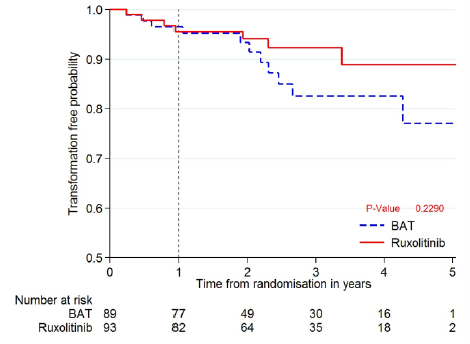 Transformation free probability
1.0
0.9
0.8
0.7
0.6
0.5
P-Value 0.2290
BAT
Ruxolitinib
0 1 2 3 4 5
Time from randomisation in years
Number at risk
BAT 89 77 49 30 16 1
Ruxolitinib 93 82 64 35 18 2